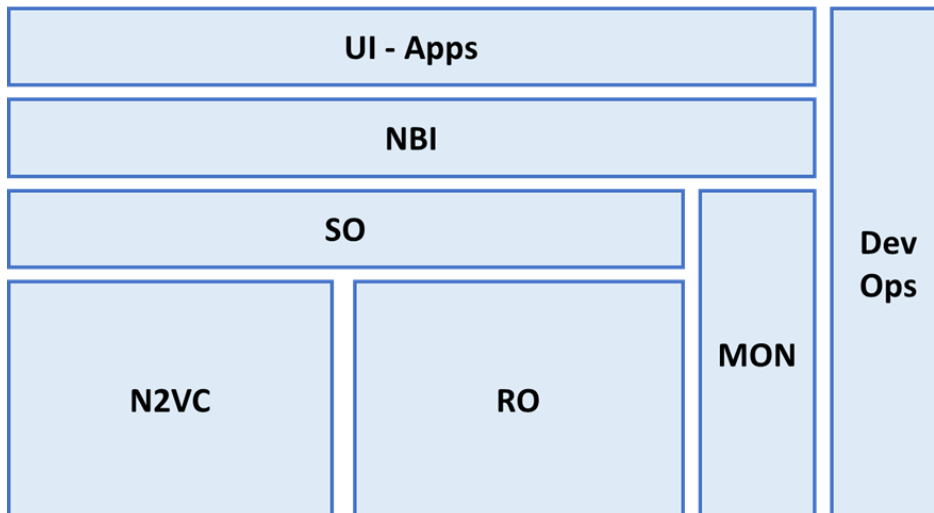 UI - Apps
NBI
SO
Dev
Ops
MON
N2VC
RO